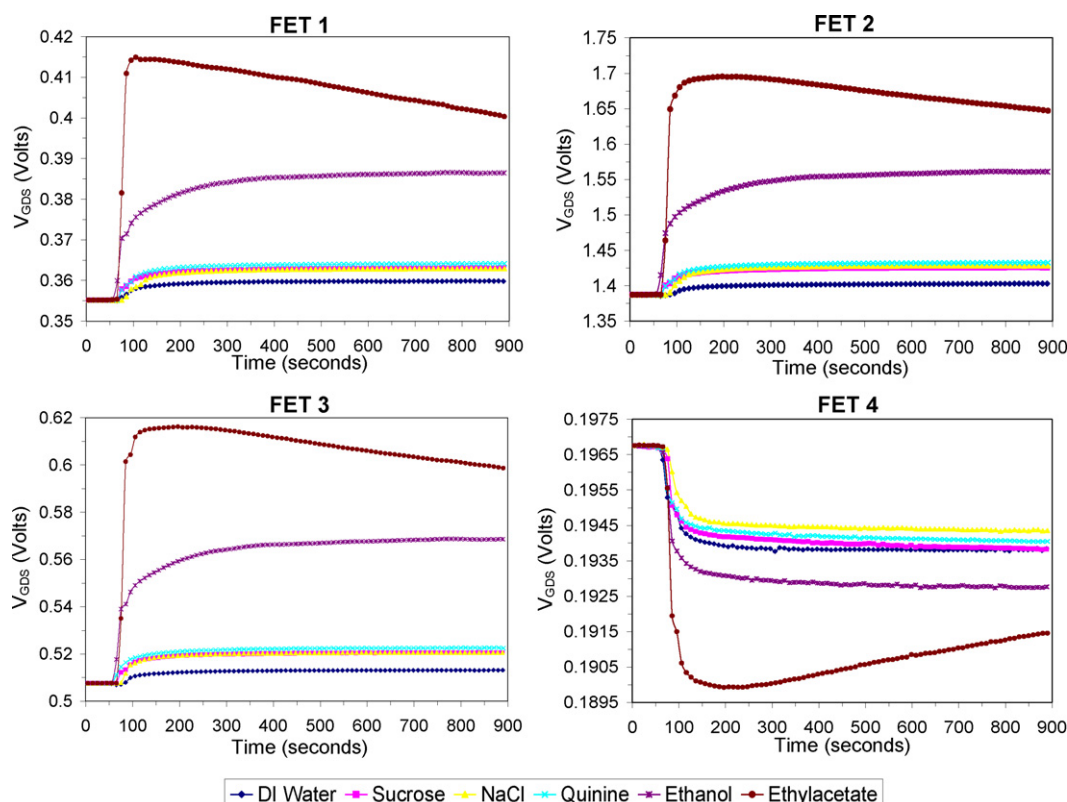 FET 1
0.42
0.41
0.4
0.39
0.38
0.37
0.36
0.35
V_GDS (Volts)
0 100 200 300 400 500 600 700 800 900
Time (seconds)
FET 2
1.75
1.7
1.65
1.6
1.55
1.5
1.45
1.4
1.35
V_GDS (Volts)
0 100 200 300 400 500 600 700 800 900
Time (seconds)
FET 3
0.62
0.6
0.58
0.56
0.54
0.52
0.5
V_GDS (Volts)
0 100 200 300 400 500 600 700 800 900
Time (seconds)
FET 4
0.1975
0.1965
0.1955
0.1945
0.1935
0.1925
0.1915
0.1905
0.1895
V_GDS (Volts)
0 100 200 300 400 500 600 700 800 900
Time (seconds)
DI Water Sucrose NaCl Quinine Ethanol Ethylacetate